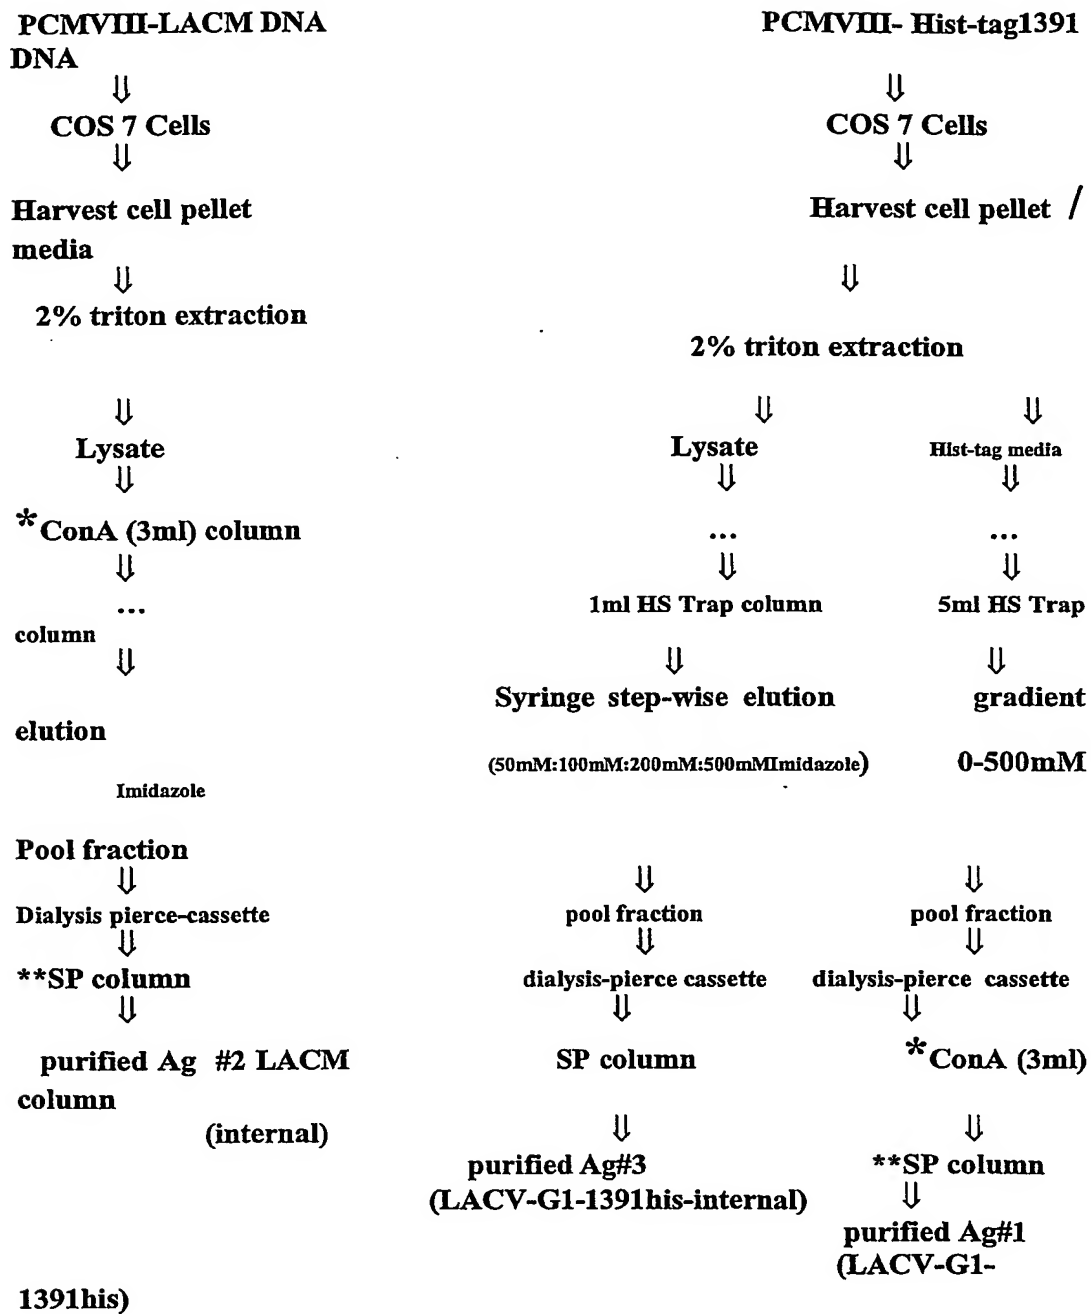 PCMVIII-LACM DNA PCMVIII- Hist-tag1391
DNA
⇓ ⇓
COS 7 Cells COS 7 Cells
⇓ ⇓
Harvest cell pellet Harvest cell pellet /
media
⇓ ⇓
2% triton extraction
2% triton extraction
⇓ ⇓ ⇓
Lysate Lysate Hist-tag media
⇓ ⇓ ⇓
*ConA (3ml) column ... ...
⇓ ⇓ ⇓
... 1ml HS Trap column 5ml HS Trap
column
⇓ ⇓ ⇓
Syringe step-wise elution gradient
elution
(50mM:100mM:200mM:500mMImidazole) 0-500mM
Imidazole
Pool fraction
⇓ ⇓ ⇓
Dialysis pierce-cassette pool fraction pool fraction
⇓ ⇓ ⇓
**SP column dialysis-pierce cassette dialysis-pierce cassette
⇓ ⇓ ⇓
purified Ag #2 LACM SP column *ConA (3ml)
column
(internal) ⇓ ⇓
purified Ag#3 **SP column
(LACV-G1-1391his-internal) ⇓
purified Ag#1
(LACV-G1-
1391his)